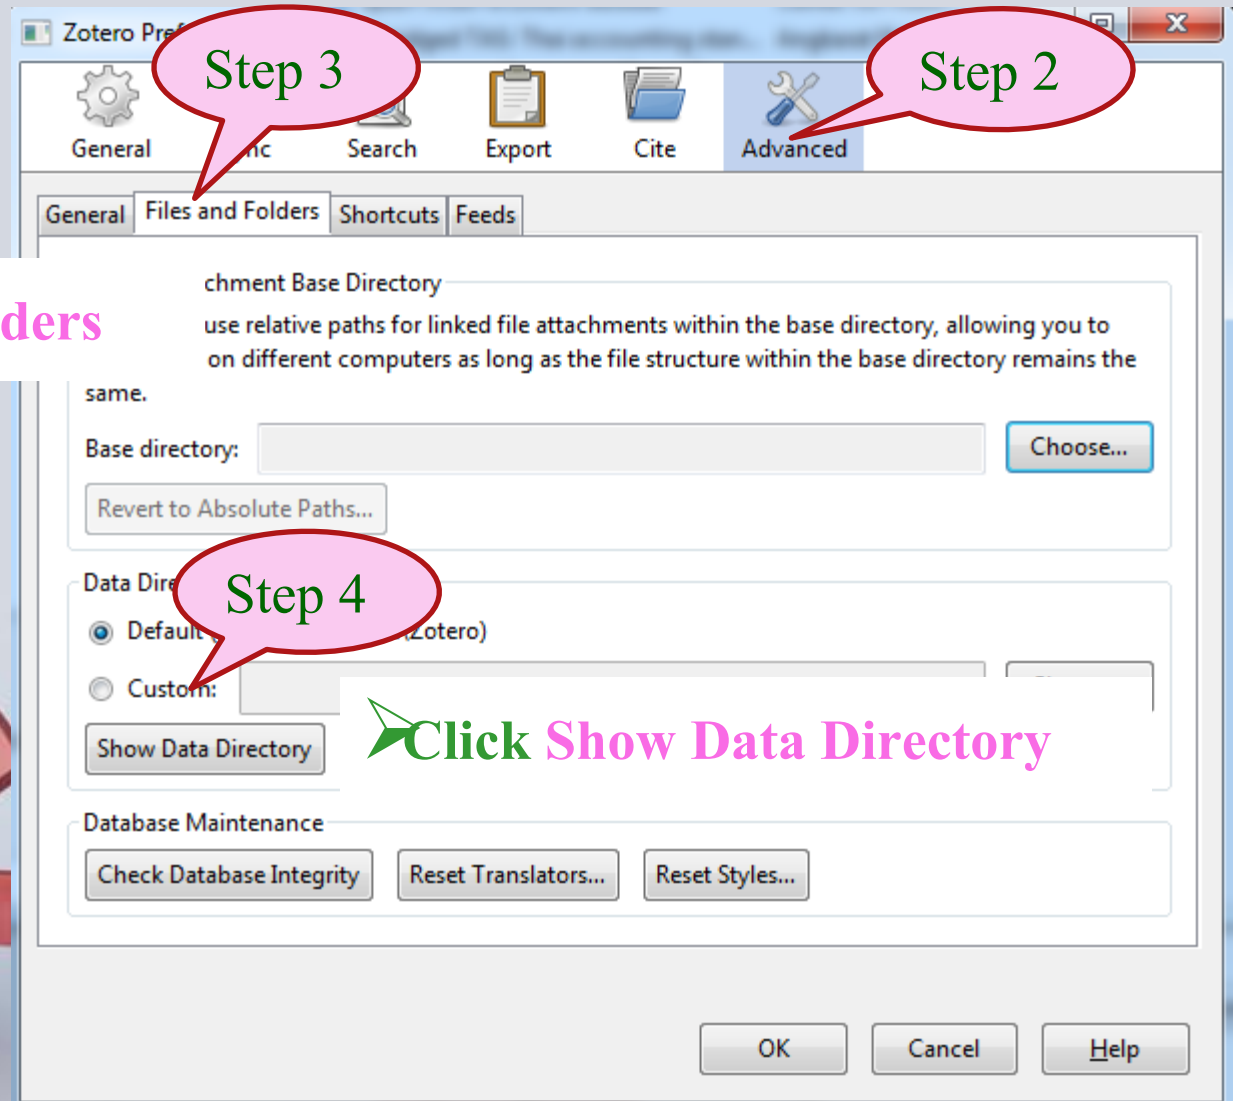 Zotero Pref
Step 3
Step 2
General
nc
Search
Export
Cite
Advanced
General
Files and Folders
Shortcuts
Feeds
chment Base Directory
ders
use relative paths for linked file attachments within the base directory, allowing you to
on different computers as long as the file structure within the base directory remains the
same.
Base directory:
Choose...
Revert to Absolute Paths...
Data Dire
Step 4
Default
Zotero)
Custom:
Show Data Directory
➢Click Show Data Directory
Database Maintenance
Check Database Integrity
Reset Translators...
Reset Styles...
OK
Cancel
Help